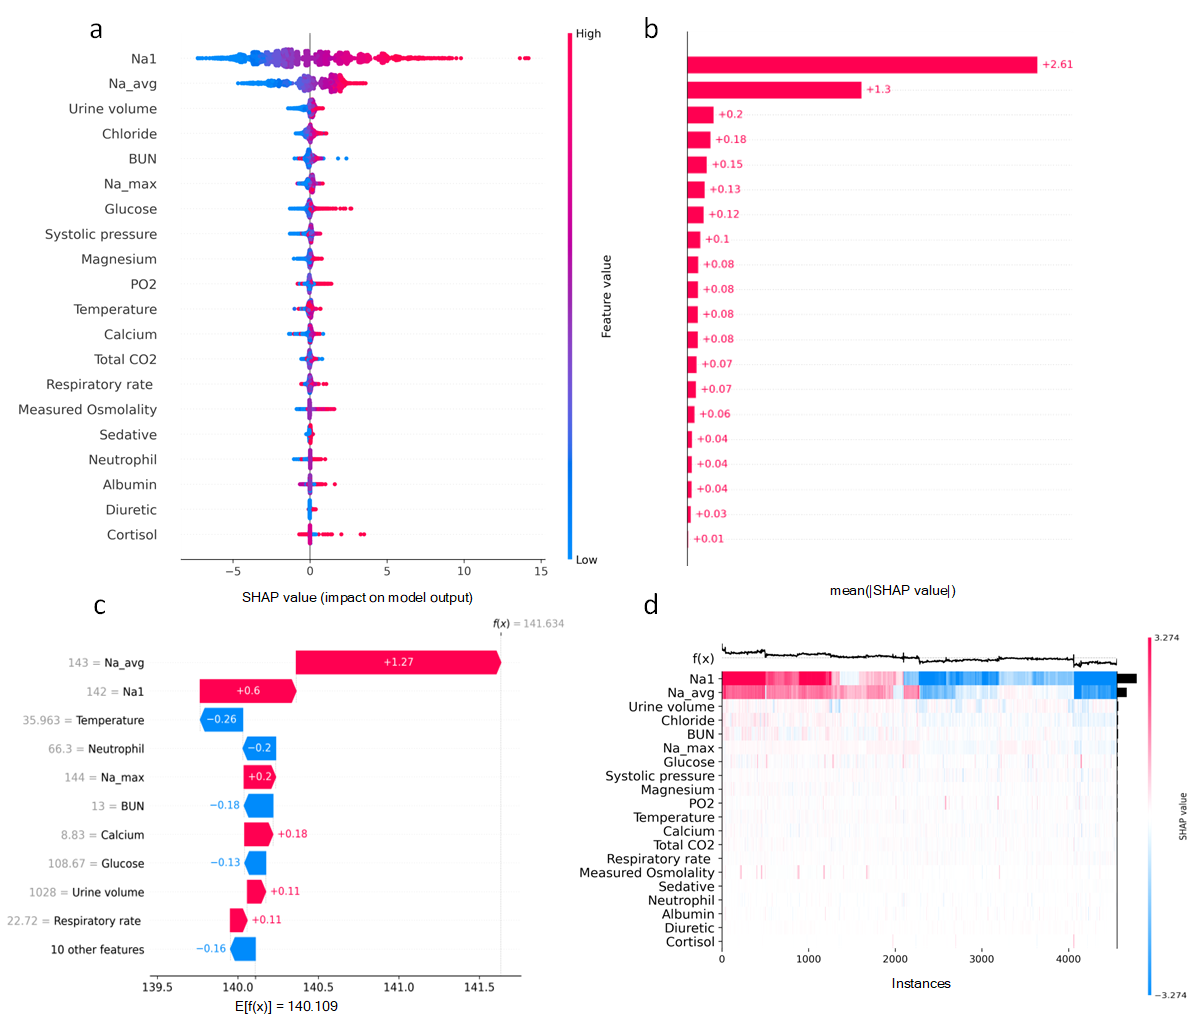 a
Na1
Na_avg
Urine volume
Chloride
BUN
Na_max
Glucose
Systolic pressure
Magnesium
PO2
Temperature
Calcium
Total CO2
Respiratory rate
Measured Osmolality
Sedative
Neutrophil
Albumin
Diuretic
Cortisol
−5 0 5 10 15
SHAP value (impact on model output)
High
Feature value
Low
b
+2.61
+1.3
+0.2
+0.18
+0.15
+0.13
+0.12
+0.1
+0.08
+0.08
+0.08
+0.08
+0.07
+0.07
+0.06
+0.04
+0.04
+0.04
+0.03
+0.01
mean(|SHAP value|)
c
f(x) = 141.634
143 = Na_avg +1.27
142 = Na1 +0.6
35.963 = Temperature −0.26
66.3 = Neutrophil −0.2
144 = Na_max +0.2
13 = BUN −0.18
8.83 = Calcium +0.18
108.67 = Glucose −0.13
1028 = Urine volume +0.11
22.72 = Respiratory rate +0.11
10 other features −0.16
139.5 140.0 140.5 141.0 141.5
E[f(x)] = 140.109
d
f(x)
Na1
Na_avg
Urine volume
Chloride
BUN
Na_max
Glucose
Systolic pressure
Magnesium
PO2
Temperature
Calcium
Total CO2
Respiratory rate
Measured Osmolality
Sedative
Neutrophil
Albumin
Diuretic
Cortisol
0 1000 2000 3000 4000
Instances
3.274
SHAP value
−3.274